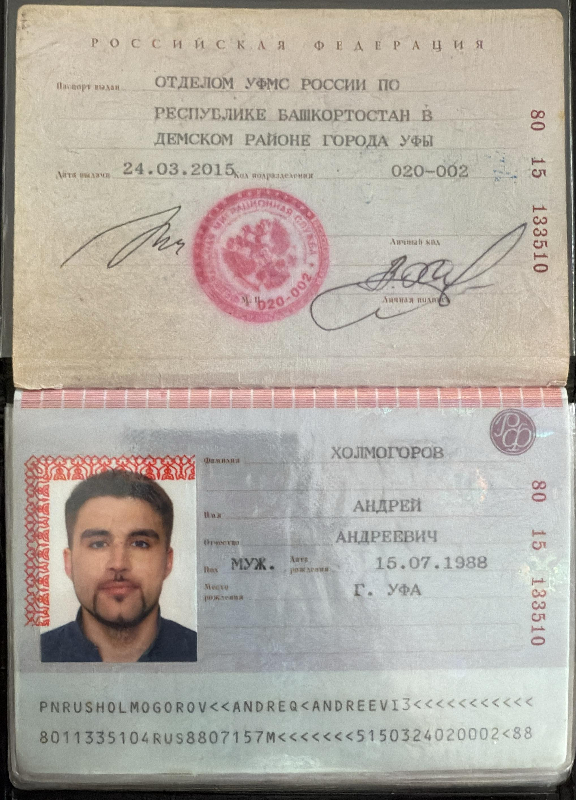 РОССИЙСКАЯ ФЕДЕРАЦИЯ
Паспорт выдан ОТДЕЛОМ УФМС РОССИИ ПО
РЕСПУБЛИКЕ БАШКОРТОСТАН В
ДЕМСКОМ РАЙОНЕ ГОРОДА УФЫ
Дата выдачи 24.03.2015 Код подразделения 020-002
80 15 133510
МИГРАЦИОННАЯ СЛУЖБА
020-002
Личный код
М.П.
Личная подпись
РФ
Фамилия ХОЛМОГОРОВ
Имя АНДРЕЙ
Отчество АНДРЕЕВИЧ
Пол МУЖ. Дата рождения 15.07.1988
Место рождения Г. УФА
80 15 133510
PNRUSHOLMOGOROV<<ANDREQ<ANDREEVI3<<<<<<<<<<<
8011335104RUS8807157M<<<<<<<5150324020002<88